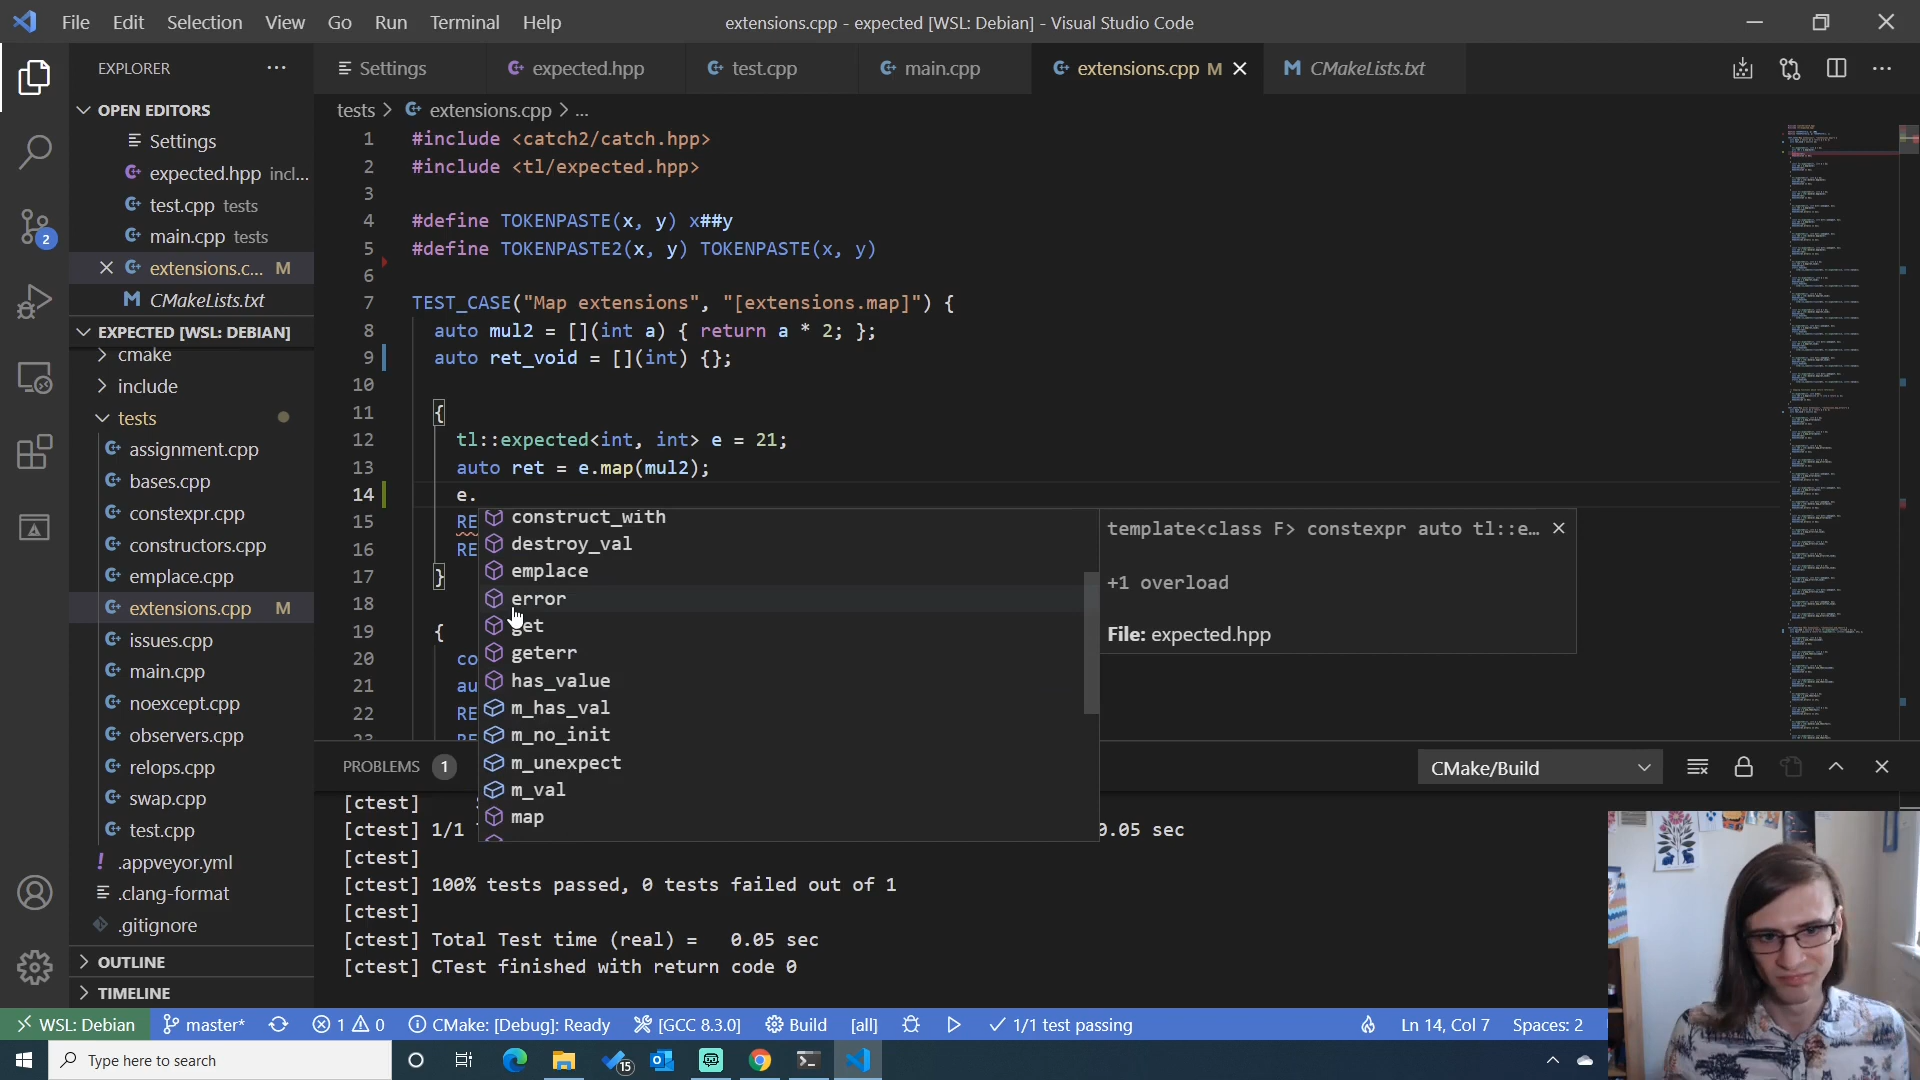 File Edit Selection View Go Run Terminal Help
extensions.cpp - expected [WSL: Debian] - Visual Studio Code
EXPLORER
Settings
expected.hpp
test.cpp
main.cpp
extensions.cpp M
CMakeLists.txt
OPEN EDITORS
Settings
expected.hpp incl...
test.cpp tests
main.cpp tests
extensions.c... M
CMakeLists.txt
EXPECTED [WSL: DEBIAN]
cmake
include
tests
assignment.cpp
bases.cpp
constexpr.cpp
constructors.cpp
emplace.cpp
extensions.cpp M
issues.cpp
main.cpp
noexcept.cpp
observers.cpp
relops.cpp
swap.cpp
test.cpp
.appveyor.yml
.clang-format
.gitignore
OUTLINE
TIMELINE
2
tests > extensions.cpp > ...
1 #include <catch2/catch.hpp>
2 #include <tl/expected.hpp>
3
4 #define TOKENPASTE(x, y) x##y
5 #define TOKENPASTE2(x, y) TOKENPASTE(x, y)
6
7 TEST_CASE("Map extensions", "[extensions.map]") {
8 auto mul2 = [](int a) { return a * 2; };
9 auto ret_void = [](int) {};
10
11 {
12 tl::expected<int, int> e = 21;
13 auto ret = e.map(mul2);
14 e.
15 RE
16 RE
17 }
18
19 {
20 co
21 au
22 RE
23 RE
construct_with
destroy_val
emplace
error
get
geterr
has_value
m_has_val
m_no_init
m_unexpect
m_val
map
template<class F> constexpr auto tl::e...
+1 overload
File: expected.hpp
PROBLEMS 1
CMake/Build
[ctest]
[ctest] 1/1 0.05 sec
[ctest]
[ctest] 100% tests passed, 0 tests failed out of 1
[ctest]
[ctest] Total Test time (real) = 0.05 sec
[ctest] CTest finished with return code 0
WSL: Debian master* 1 0 CMake: [Debug]: Ready [GCC 8.3.0] Build [all] 1/1 test passing Ln 14, Col 7 Spaces: 2
Type here to search
15